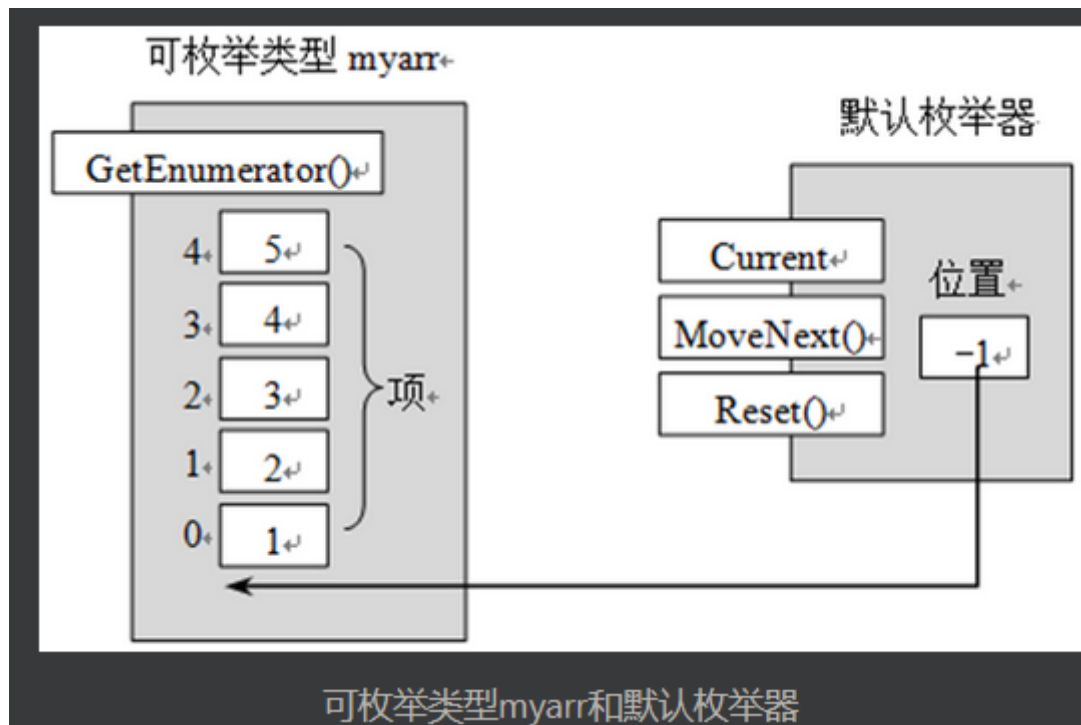 可枚举类型 myarr
默认枚举器
GetEnumerator()
4 5
3 4
2 3
1 2
0 1
项
Current
MoveNext()
Reset()
位置
-1
可枚举类型myarr和默认枚举器